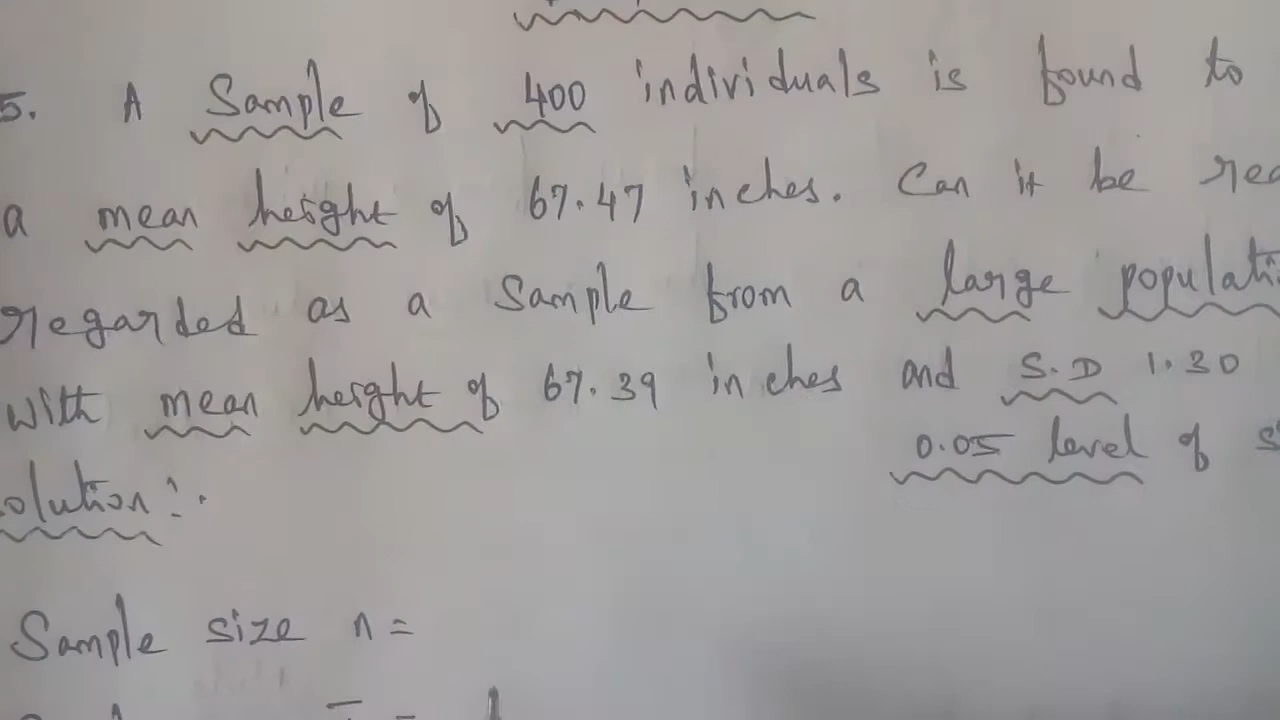 5. A Sample of 400 individuals is found to
a mean height of 67.47 inches. Can it be
regarded as a sample from a large
with mean height of 67.39 inches and S.D 1.30
0.05 level of
Sample size n =